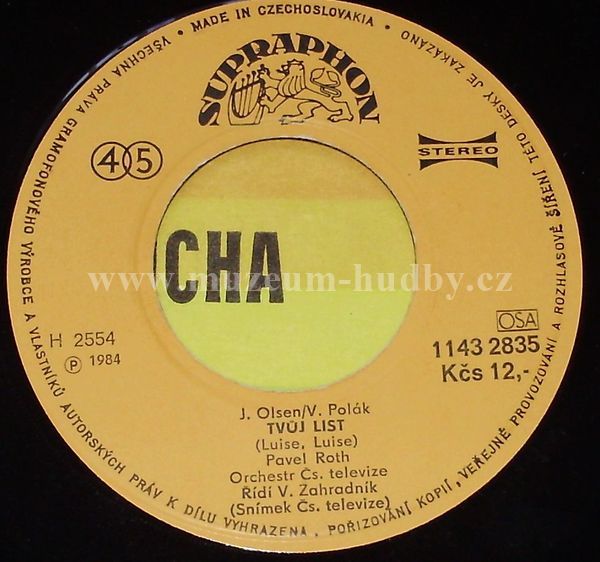 VŠECHNA PRÁVA GRAMOFONOVÉHO VÝROBCE A VLASTNÍKŮ AUTORSKÝCH PRÁV K DÍLU VYHRAZENA, POŘIZOVÁNÍ KOPIÍ, VEŘEJNÉ PROVOZOVÁNÍ A ROZHLASOVÉ ŠÍŘENÍ TÉTO DESKY JE ZAKÁZÁNO
• MADE IN CZECHOSLOVAKIA •
SUPRAPHON
45
STEREO
CHA
www.muzeum-hudby.cz
H 2554
Ⓟ 1984
OSA
1143 2835
Kčs 12,-
J. Olsen/V. Polák
TVŮJ LIST
(Luise, Luise)
Pavel Roth
Orchestr Čs. televize
Řídí V. Zahradník
(Snímek Čs. televize)